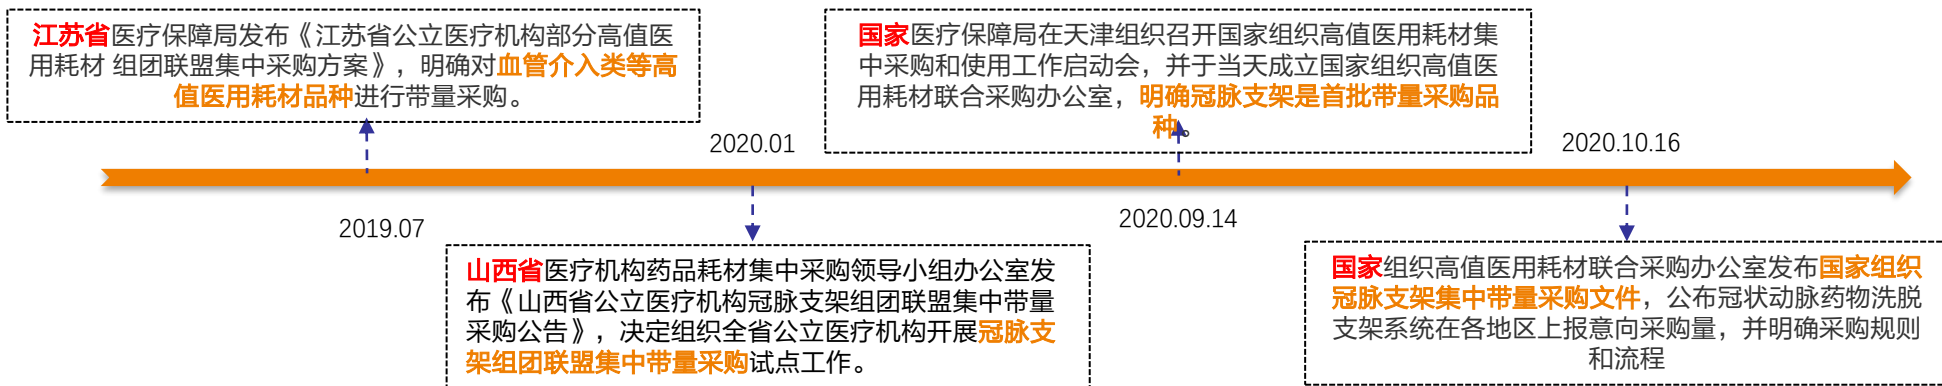 江苏省医疗保障局发布《江苏省公立医疗机构部分高值医
用耗材 组团联盟集中采购方案》，明确对血管介入类等高
值医用耗材品种进行带量采购。
国家医疗保障局在天津组织召开国家组织高值医用耗材集
中采购和使用工作启动会，并于当天成立国家组织高值医
用耗材联合采购办公室，明确冠脉支架是首批带量采购品
种。
2020.01
2020.10.16
2019.07
2020.09.14
山西省医疗机构药品耗材集中采购领导小组办公室发
布《山西省公立医疗机构冠脉支架组团联盟集中带量
采购公告》，决定组织全省公立医疗机构开展冠脉支
架组团联盟集中带量采购试点工作。
国家组织高值医用耗材联合采购办公室发布国家组织
冠脉支架集中带量采购文件，公布冠状动脉药物洗脱
支架系统在各地区上报意向采购量，并明确采购规则
和流程